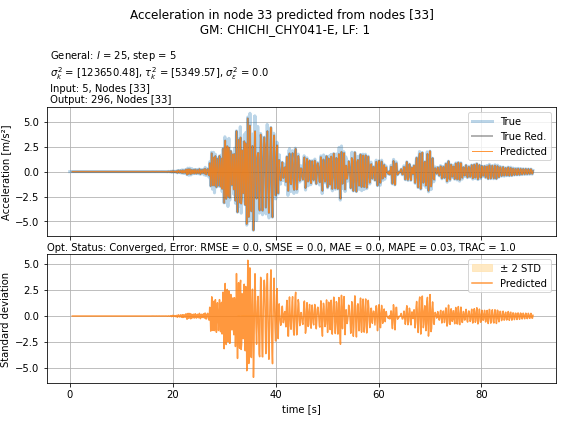 Acceleration in node 33 predicted from nodes [33]
GM: CHICHI_CHY041-E, LF: 1
General: l = 25, step = 5
σ²ₖ = [123650.48], τ²ₖ = [5349.57], σ²ε = 0.0
Input: 5, Nodes [33]
Output: 296, Nodes [33]
Acceleration [m/s²]
5.0
2.5
0.0
−2.5
−5.0
True
True Red.
Predicted
Opt. Status: Converged, Error: RMSE = 0.0, SMSE = 0.0, MAE = 0.0, MAPE = 0.03, TRAC = 1.0
Standard deviation
5.0
2.5
0.0
−2.5
−5.0
± 2 STD
Predicted
0 20 40 60 80
time [s]